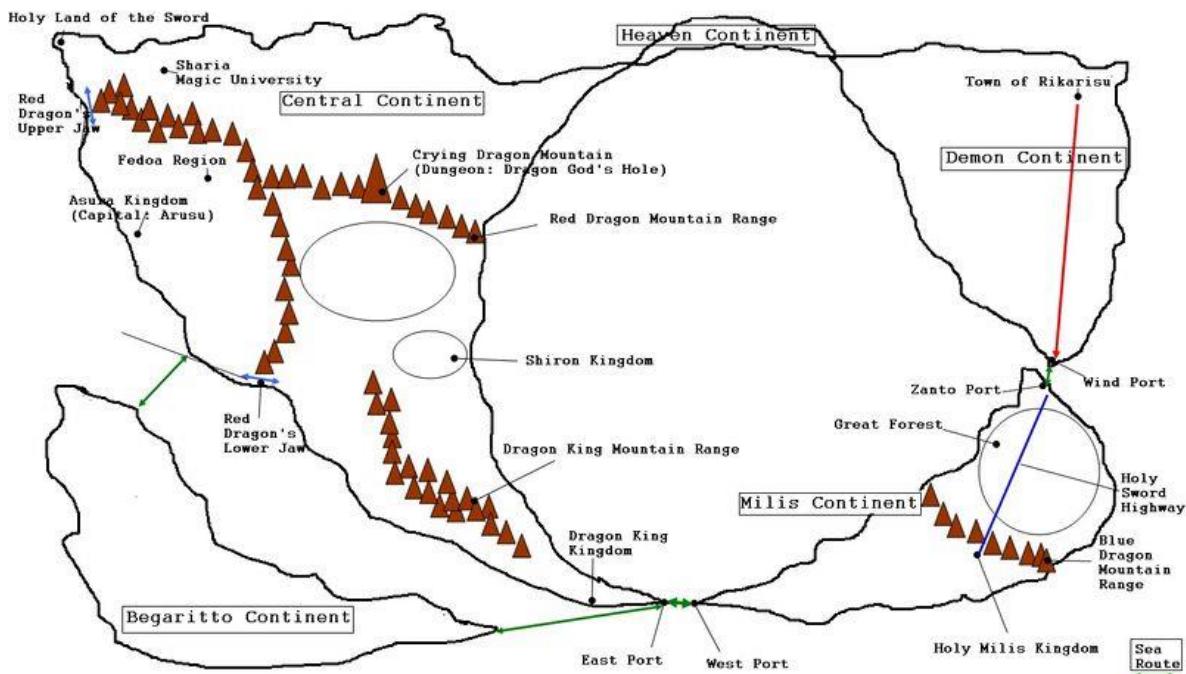 Holy Land of the Sword
Heaven Continent
Sharia
Magic University
Town of Rikarisu
Central Continent
Red
Dragon's
Upper Jaw
Demon Continent
Fedoa Region
Crying Dragon Mountain
(Dungeon: Dragon God's Hole)
Asura Kingdom
(Capital: Arusu)
Red Dragon Mountain Range
Shiron Kingdom
Wind Port
Zanto Port
Red
Dragon's
Lower Jaw
Great Forest
Dragon King Mountain Range
Holy
Sword
Highway
Milis Continent
Dragon King
Kingdom
Blue
Dragon
Mountain
Range
Begaritto Continent
East Port
West Port
Holy Milis Kingdom
Sea
Route